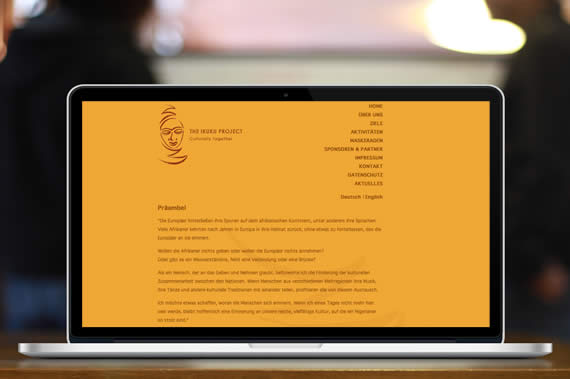 THE IKUKU PROJECT
Culturally together
HOME
ÜBER UNS
ZIELE
AKTIVITÄTEN
MASKERADEN
SPONSOREN & PARTNER
IMPRESSUM
KONTAKT
DATENSCHUTZ
AKTUELLES
Deutsch | English
Präambel
"Die Europäer hinterließen ihre Spuren auf dem afrikanischen Kontinent, unter anderem ihre Sprachen.
Viele Afrikaner kehrten nach Jahren in Europa in ihre Heimat zurück, ohne etwas zu hinterlassen, das die
Europäer an sie erinnert.
Wollen die Afrikaner nichts geben oder wollen die Europäer nichts annehmen?
Oder gibt es ein Missverständnis, fehlt eine Verbindung oder eine Brücke?
Als ein Mensch, der an das Geben und Nehmen glaubt, befürworte ich die Förderung der kulturellen
Zusammenarbeit zwischen den Nationen. Wenn Menschen aus verschiedenen Weltregionen ihre Musik,
ihre Tänze und andere kulturelle Traditionen mit einander teilen, profitieren alle von diesem Austausch.
Ich möchte etwas schaffen, woran die Menschen sich erinnern. Wenn ich eines Tages nicht mehr hier
sein werde, bleibt hoffentlich eine Erinnerung an unsere reiche, vielfältige Kultur, auf die wir Nigerianer
so stolz sind."